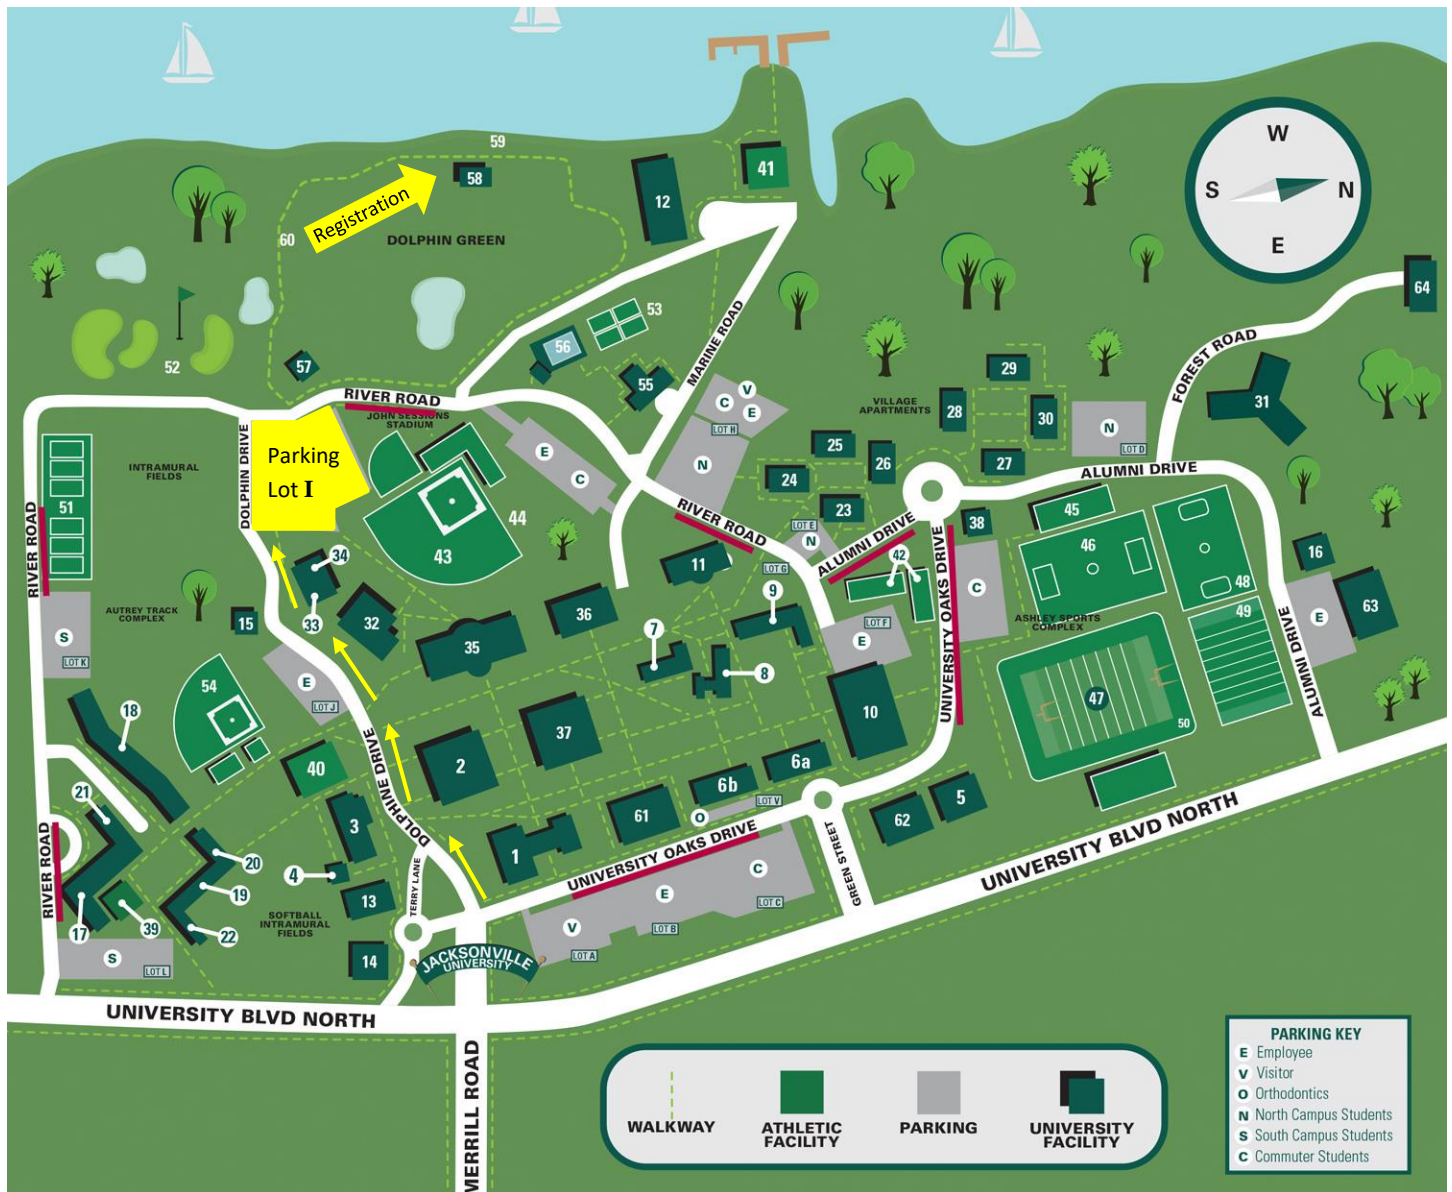 W
S
N
E
59
58
41
12
Registration
60
DOLPHIN GREEN
64
53
FOREST ROAD
56
MARINE ROAD
52
57
55
29
RIVER ROAD
JOHN SESSIONS
STADIUM
V
C
E
LOT H
VILLAGE
APARTMENTS
28
30
31
N
LOT D
DOLPHIN DRIVE
Parking
Lot I
INTRAMURAL
FIELDS
E
C
N
25
26
27
24
ALUMNI DRIVE
51
RIVER ROAD
44
43
RIVER ROAD
23
LOT E
N
ALUMNI DRIVE
38
45
46
48
34
33
11
LOT G
42
UNIVERSITY OAKS DRIVE
C
16
AUTREY TRACK
COMPLEX
15
32
36
9
49
ASHLEY SPORTS
COMPLEX
E
63
ALUMNI DRIVE
S
LOT K
35
7
8
LOT F
E
54
E
LOT J
18
10
47
50
37
DOLPHINE DRIVE
40
2
6a
6b
LOT V
21
3
61
O
5
62
RIVER ROAD
20
4
1
UNIVERSITY OAKS DRIVE
GREEN STREET
UNIVERSITY BLVD NORTH
19
13
TERRY LANE
C
E
LOT C
17
39
22
SOFTBALL
INTRAMURAL
FIELDS
V
LOT B
LOT A
S
LOT L
14
JACKSONVILLE
UNIVERSITY
UNIVERSITY BLVD NORTH
MERRILL ROAD
WALKWAY
ATHLETIC
FACILITY
PARKING
UNIVERSITY
FACILITY
PARKING KEY
E Employee
V Visitor
O Orthodontics
N North Campus Students
S South Campus Students
C Commuter Students